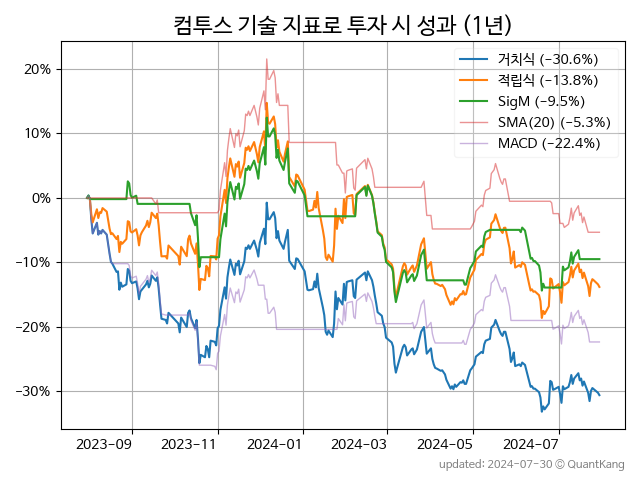 컴투스 기술 지표로 투자 시 성과 (1년)
거치식 (−30.6%)
적립식 (−13.8%)
SigM (−9.5%)
SMA(20) (−5.3%)
MACD (−22.4%)
20%
10%
0%
−10%
−20%
−30%
2023-09
2023-11
2024-01
2024-03
2024-05
2024-07
updated: 2024-07-30 © QuantKang